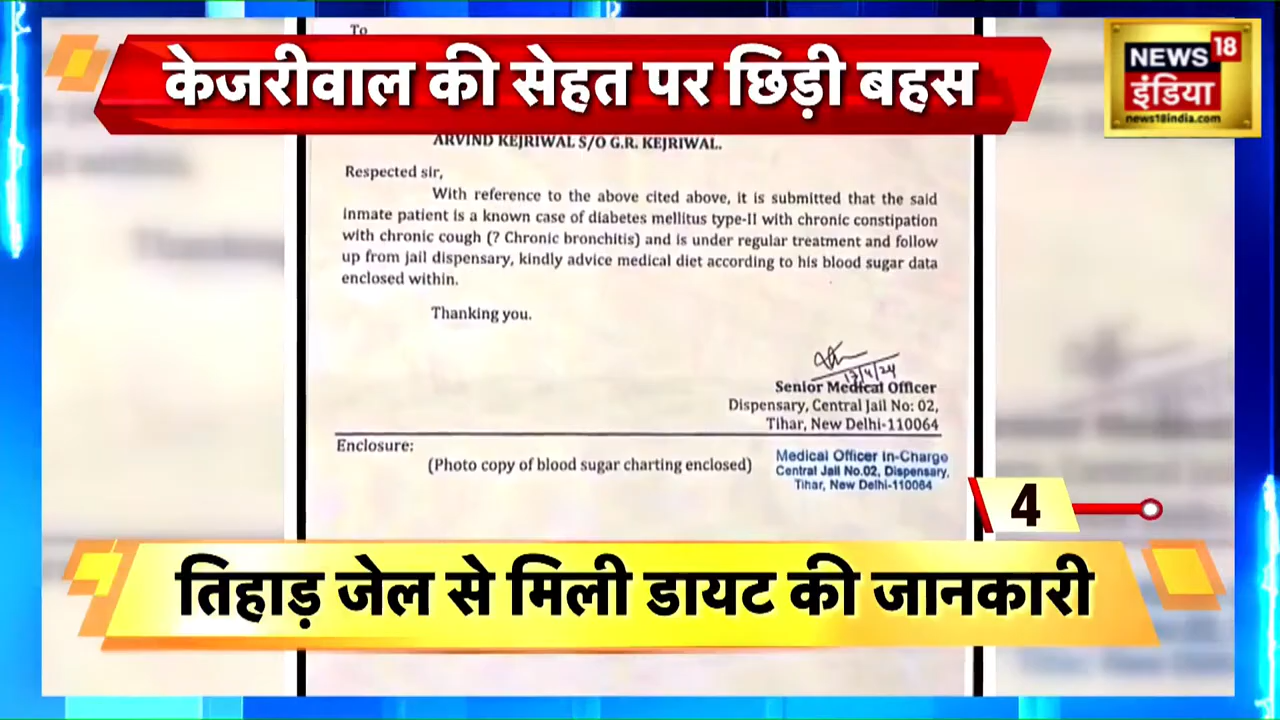 To
केजरीवाल की सेहत पर छिड़ी बहस
NEWS 18
इंडिया
news18india.com
ARVIND KEJRIWAL S/O G.R. KEJRIWAL.
Respected sir,
With reference to the above cited above, it is submitted that the said
inmate patient is a known case of diabetes mellitus type-II with chronic constipation
with chronic cough (? Chronic bronchitis) and is under regular treatment and follow
up from jail dispensary, kindly advice medical diet according to his blood sugar data
enclosed within.
Thanking you.
Senior Medical Officer
Dispensary, Central Jail No: 02,
Tihar, New Delhi-110064
Enclosure:
(Photo copy of blood sugar charting enclosed)
Medical Officer In-Charge
Central Jail No.02, Dispensary,
Tihar, New Delhi-110064
4
तिहाड़ जेल से मिली डायट की जानकारी